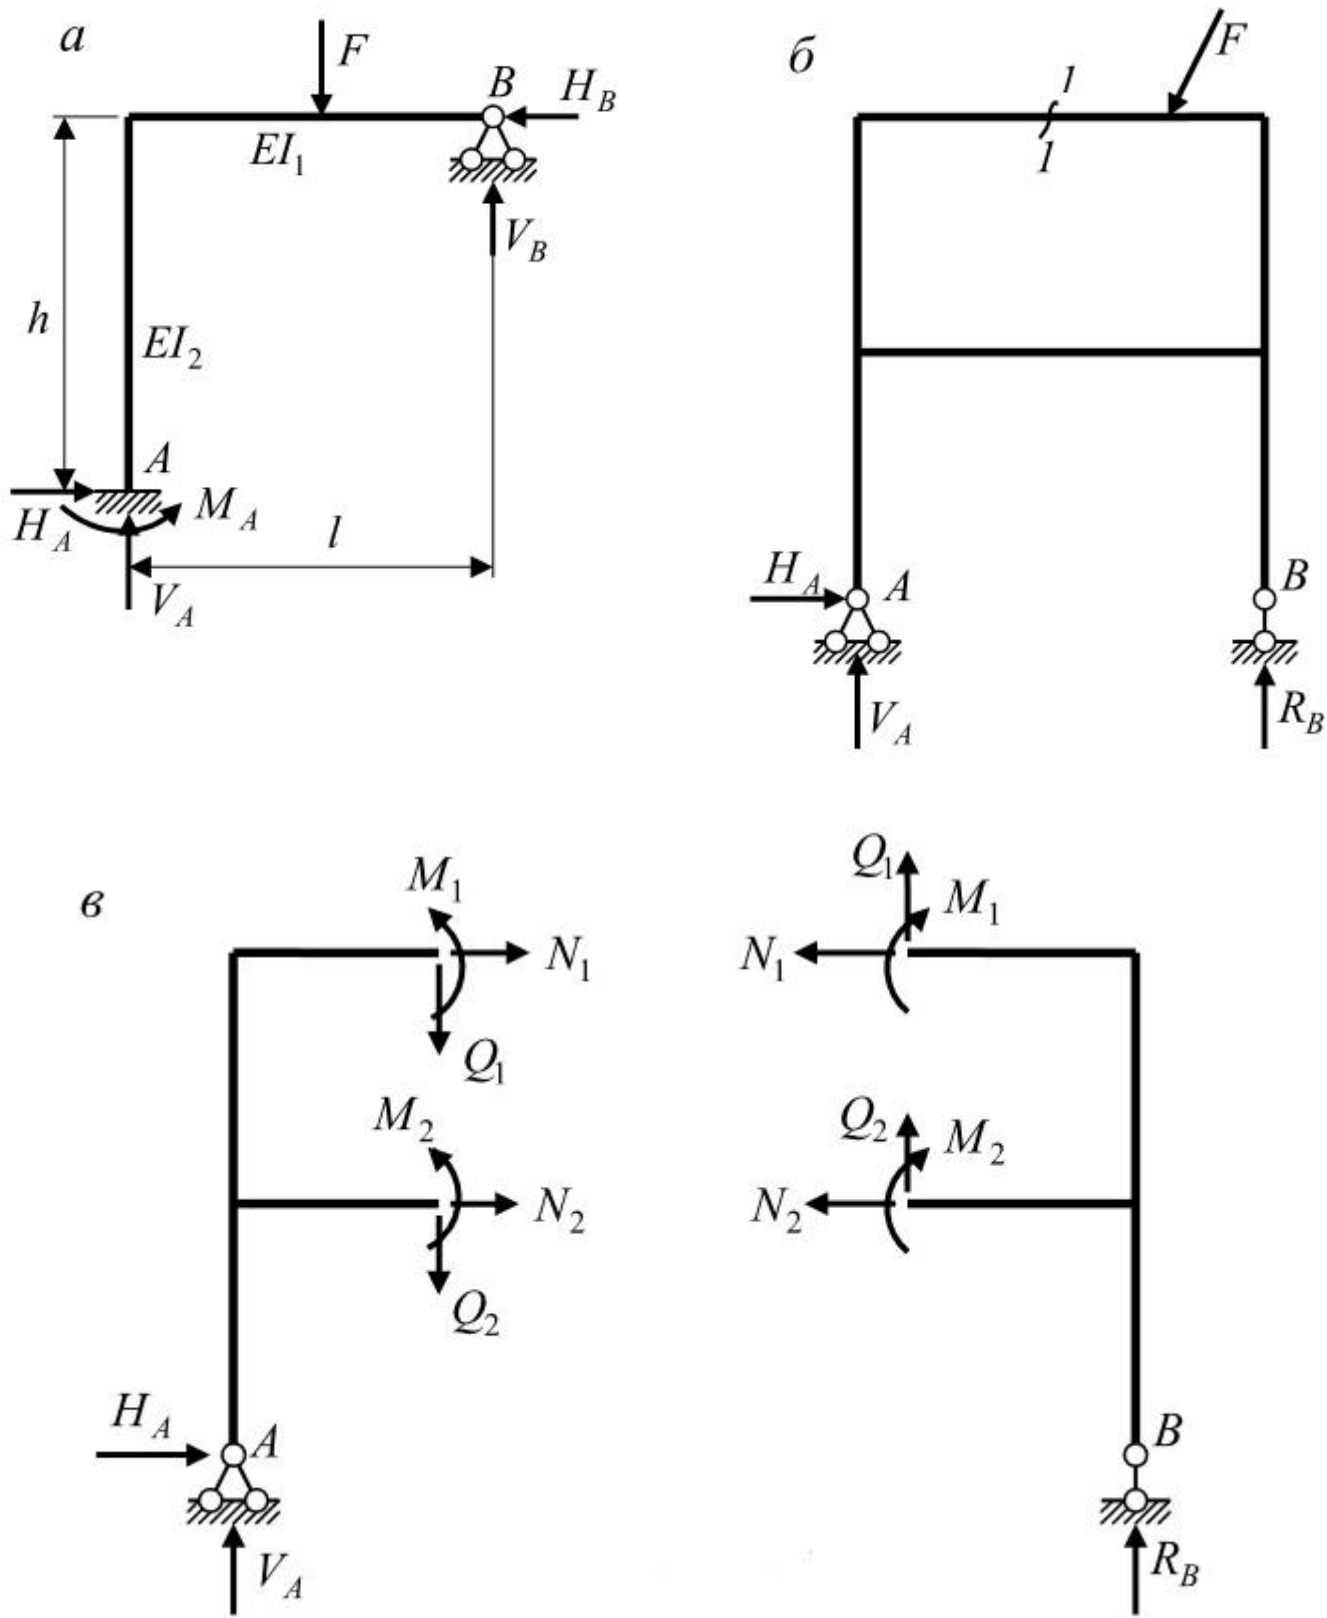 а
F
B
H_B
EI_1
V_B
h
EI_2
A
H_A
M_A
V_A
l
б
F
1
1
H_A
A
B
V_A
R_B
в
M_1
N_1
Q_1
M_2
N_2
Q_2
H_A
A
V_A
Q_1
M_1
N_1
Q_2
M_2
N_2
B
R_B